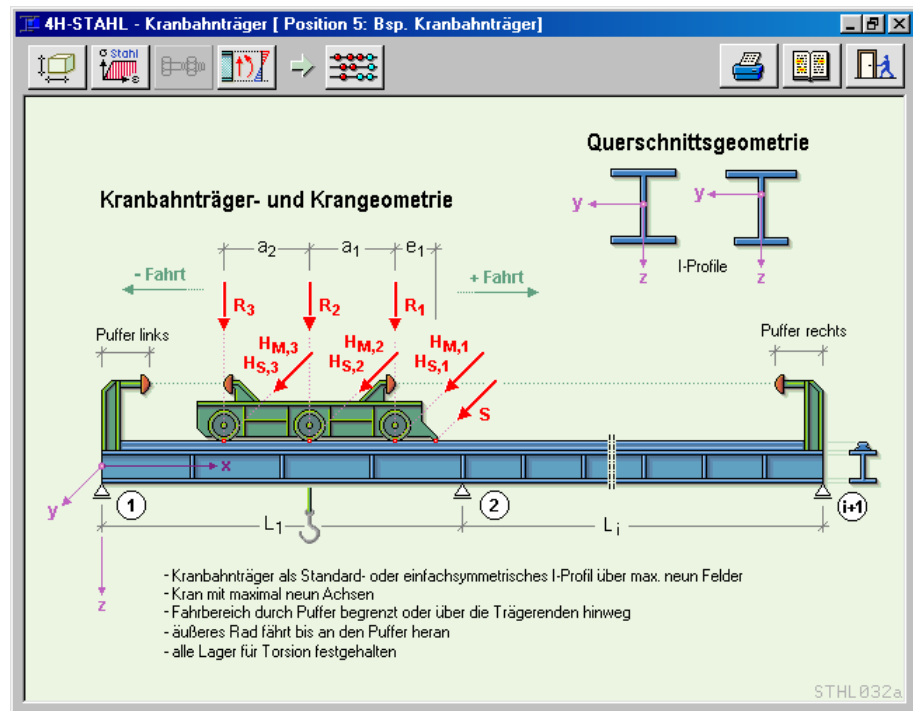 4H-STAHL - Kranbahnträger [ Position 5: Bsp. Kranbahnträger]
σ Stahl
ε
Querschnittsgeometrie
Kranbahnträger- und Krangeometrie
y
y
z
z
I-Profile
a2
a1
e1
- Fahrt
+ Fahrt
R3
R2
R1
Puffer links
Puffer rechts
HM,3
HM,2
HM,1
HS,3
HS,2
HS,1
S
x
y
z
1
2
i+1
L1
Li
- Kranbahnträger als Standard- oder einfachsymmetrisches I-Profil über max. neun Felder
- Kran mit maximal neun Achsen
- Fahrbereich durch Puffer begrenzt oder über die Trägerenden hinweg
- äußeres Rad fährt bis an den Puffer heran
- alle Lager für Torsion festgehalten
STHL032a